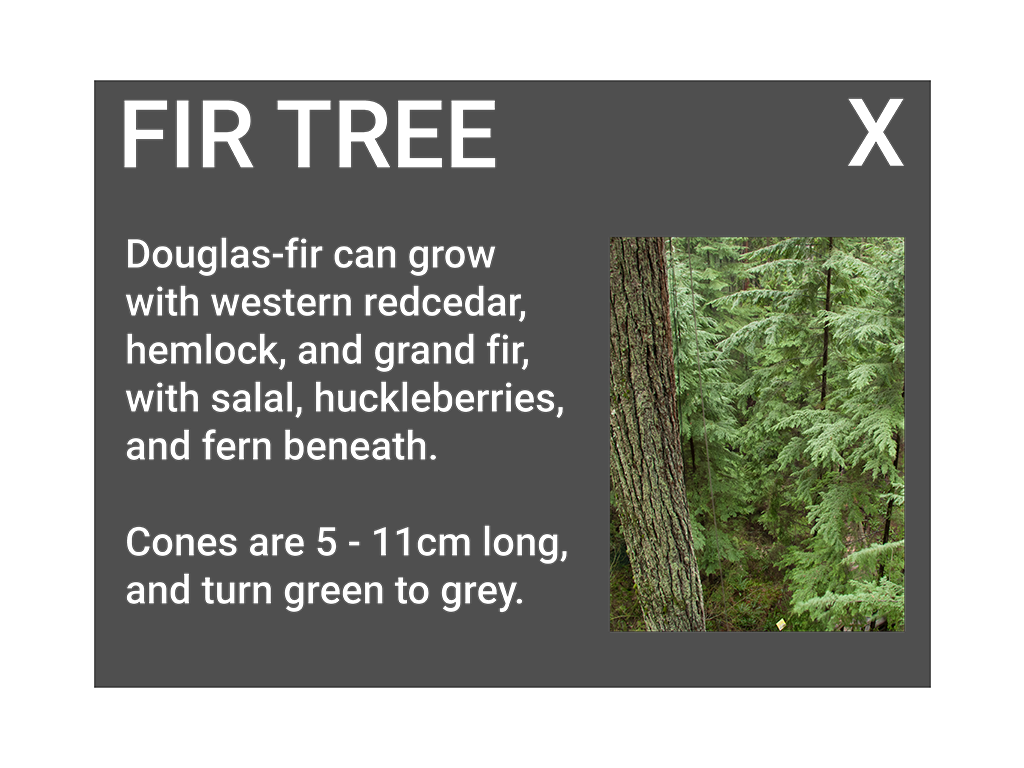 FIR TREE X
Douglas-fir can grow
with western redcedar,
hemlock, and grand fir,
with salal, huckleberries,
and fern beneath.
Cones are 5 - 11cm long,
and turn green to grey.